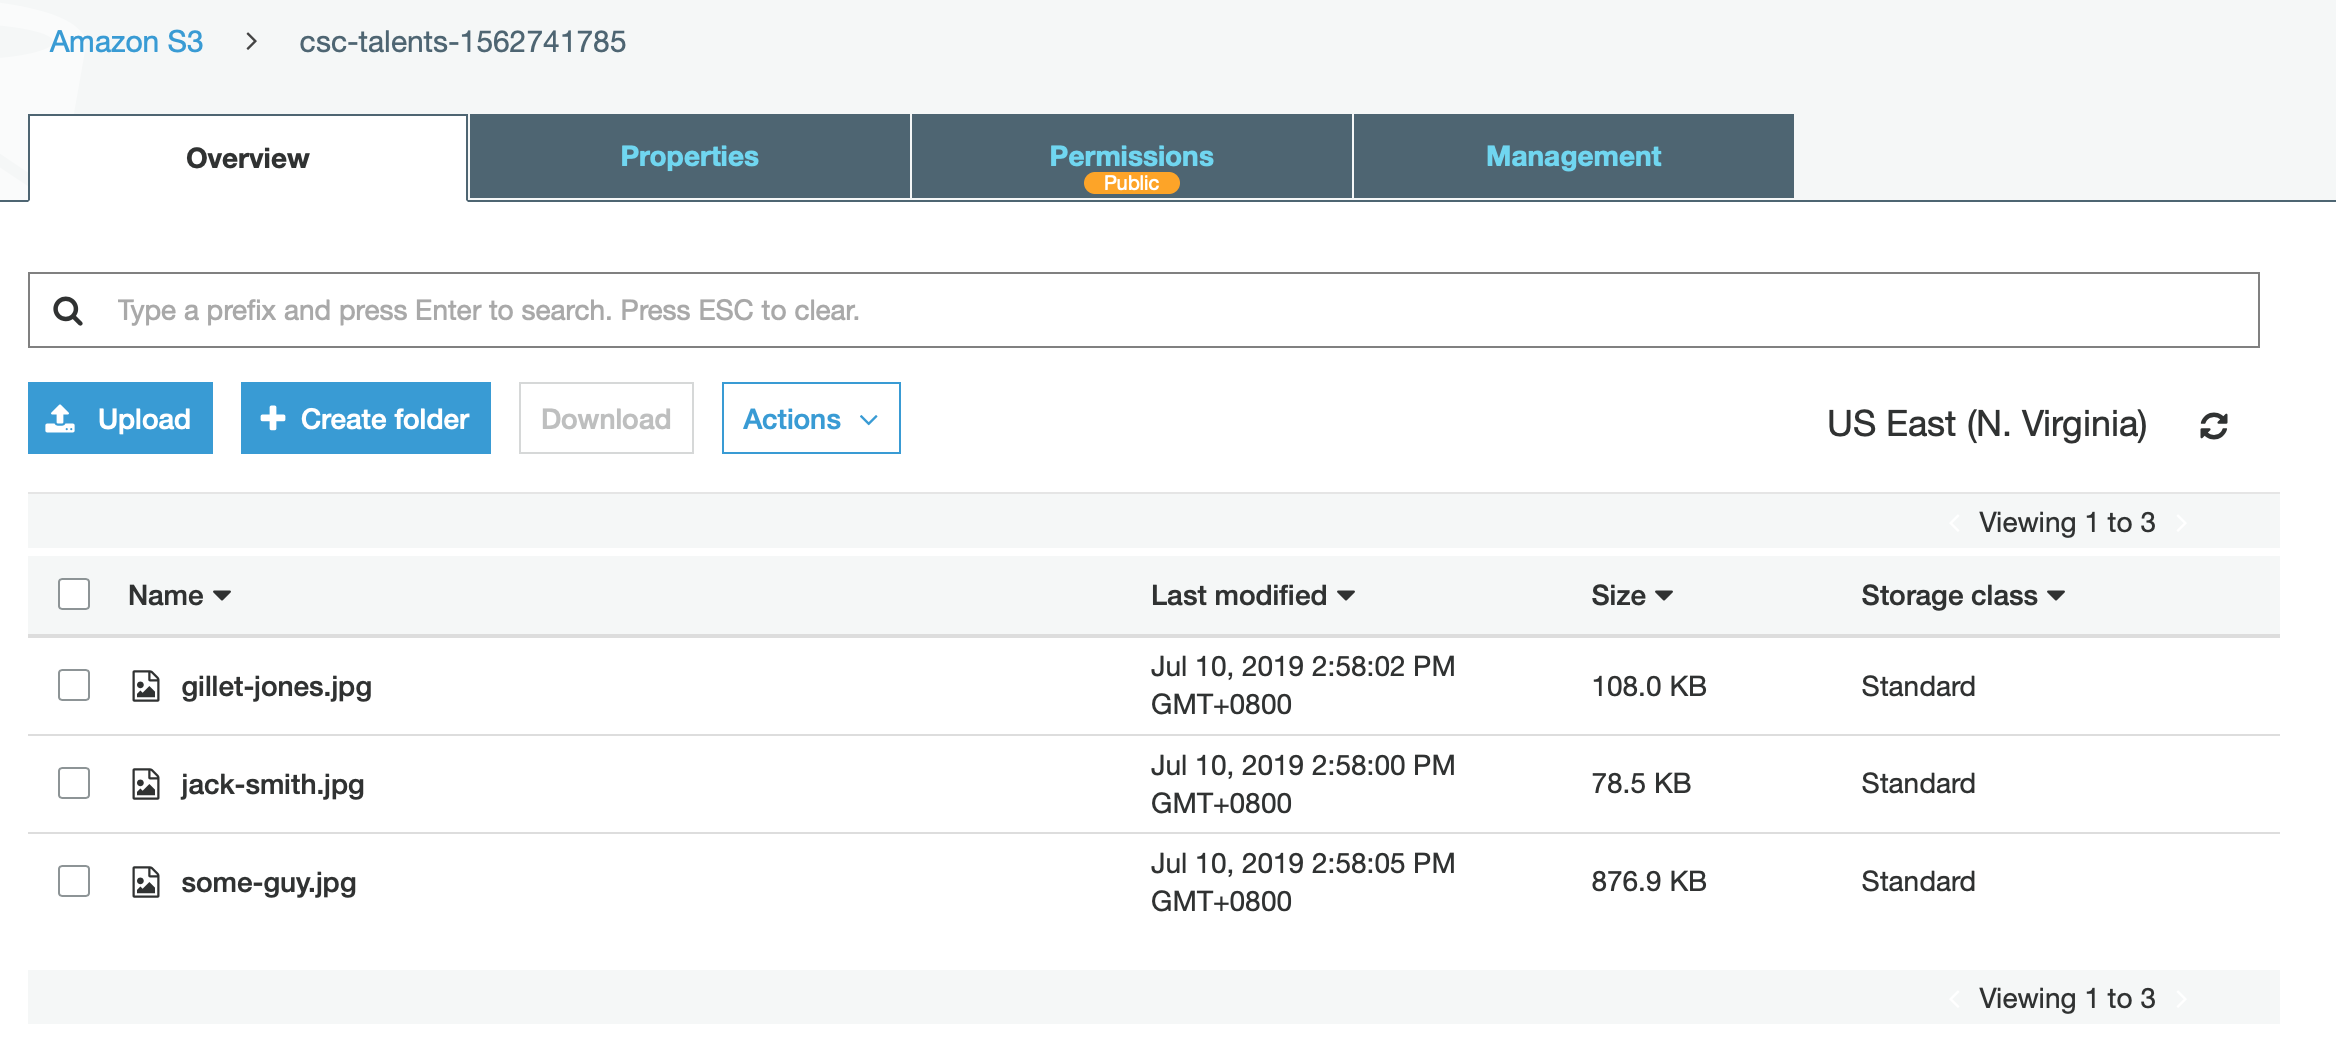 Amazon S3 > csc-talents-1562741785
Overview Properties Permissions Management
Public
Type a prefix and press Enter to search. Press ESC to clear.
Upload + Create folder Download Actions US East (N. Virginia)
Viewing 1 to 3
Name Last modified Size Storage class
gillet-jones.jpg Jul 10, 2019 2:58:02 PM GMT+0800 108.0 KB Standard
jack-smith.jpg Jul 10, 2019 2:58:00 PM GMT+0800 78.5 KB Standard
some-guy.jpg Jul 10, 2019 2:58:05 PM GMT+0800 876.9 KB Standard
Viewing 1 to 3